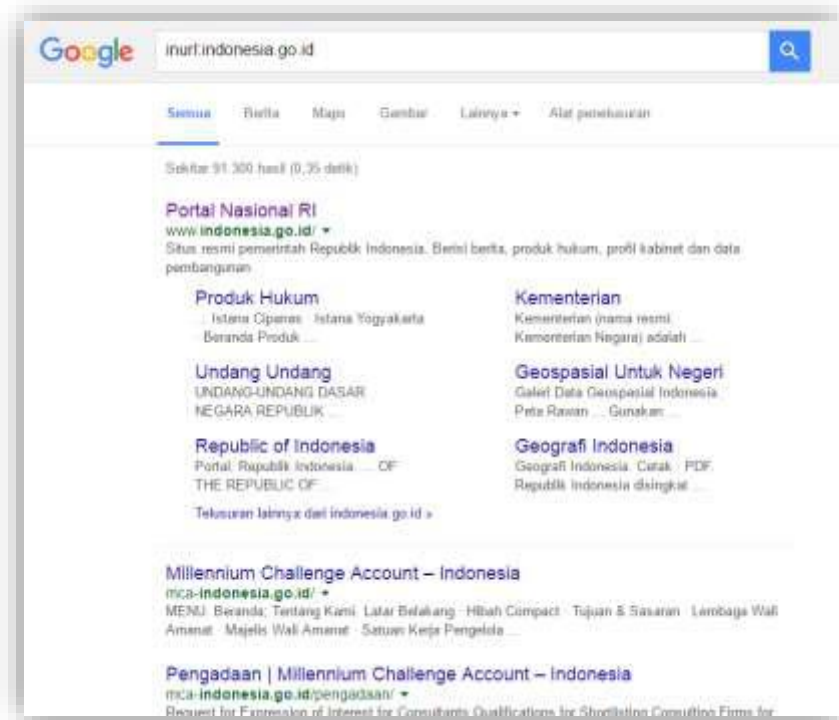 Google
inurl:indonesia.go.id
Semua Berita Maps Gambar Lainnya Alat penelusuran
Sekitar 91.300 hasil (0,35 detik)
Portal Nasional RI
www.indonesia.go.id/
Situs resmi pemerintah Republik Indonesia. Berisi berita, produk hukum, profil kabinet dan data
pembangunan
Produk Hukum
... Istana Cipanas · Istana Yogyakarta
· Beranda Produk ...
Kementerian
Kementerian (nama resmi:
Kementerian Negara) adalah ...
Undang Undang
UNDANG-UNDANG DASAR
NEGARA REPUBLIK ...
Geospasial Untuk Negeri
Galeri Data Geospasial Indonesia.
Peta Rawan ... Gunakan ...
Republic of Indonesia
Portal. Republik Indonesia ... OF
THE REPUBLIC OF ...
Geografi Indonesia
Geografi Indonesia. Cetak · PDF.
Republik Indonesia disingkat ...
Telusuran lainnya dari indonesia.go.id »
Millennium Challenge Account – Indonesia
mca-indonesia.go.id/
MENU. Beranda; Tentang Kami. Latar Belakang · Hibah Compact · Tujuan & Sasaran · Lembaga Wali
Amanat · Majelis Wali Amanat · Satuan Kerja Pengelola ...
Pengadaan | Millennium Challenge Account – Indonesia
mca-indonesia.go.id/pengadaan/
Request for Expression of Interest for Consultants Qualifications for Shortlisting Consulting Firms for